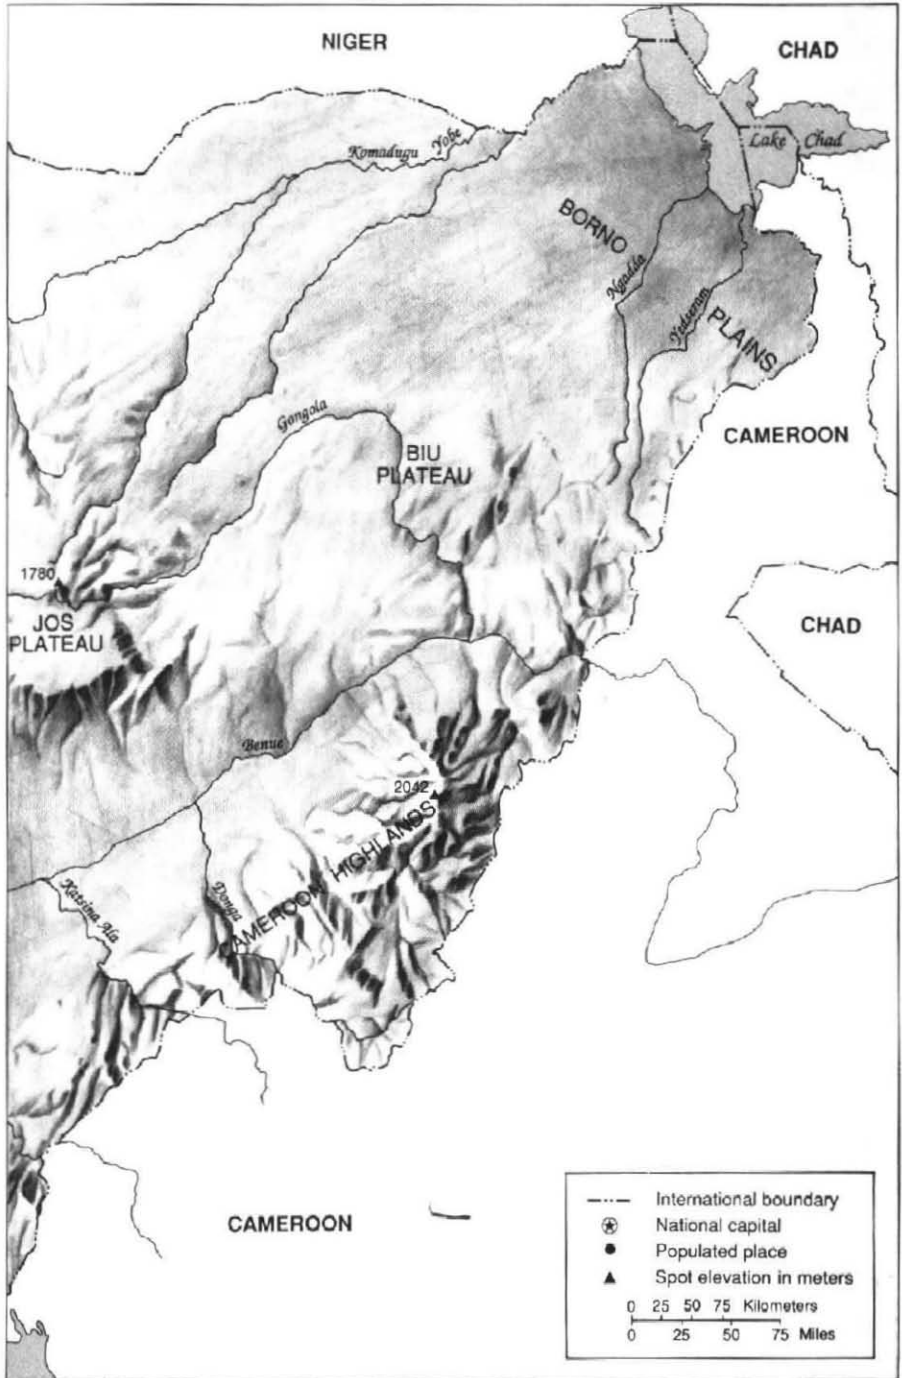 NIGER
CHAD
Komadugu
Yobe
Lake Chad
BORNO
PLAINS
Ngadda
Yedseram
Gongola
BIU
PLATEAU
CAMEROON
1780
JOS
PLATEAU
CHAD
Benue
2042
CAMEROON HIGHLANDS
Katsina Ala
Donga
CAMEROON
International boundary
National capital
Populated place
Spot elevation in meters
0 25 50 75 Kilometers
0 25 50 75 Miles